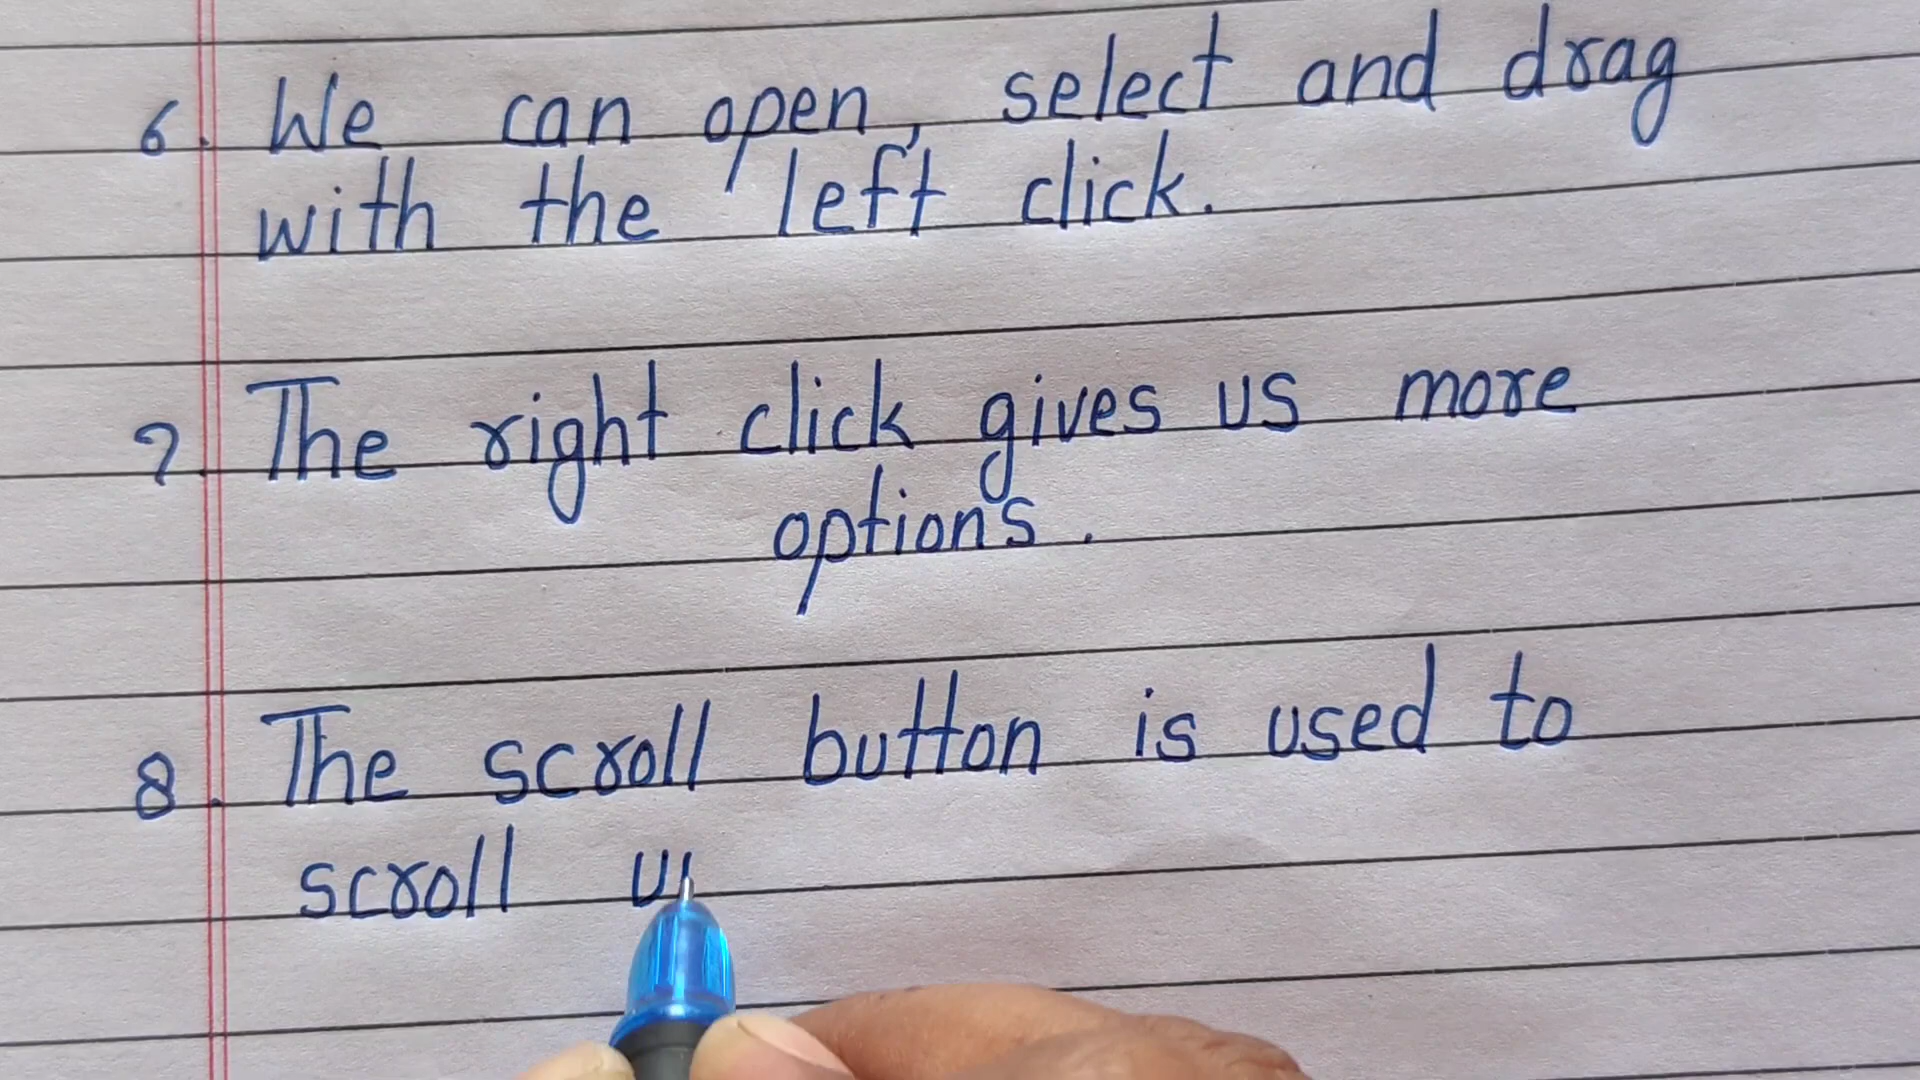 6. We can open, select and drag
with the left click.
7. The right click gives us more
options.
8. The scroll button is used to
scroll u